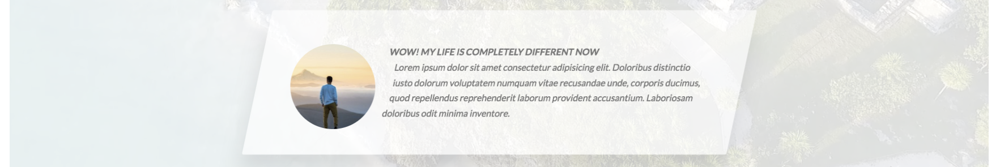 WOW! MY LIFE IS COMPLETELY DIFFERENT NOW
Lorem ipsum dolor sit amet consectetur adipisicing elit. Doloribus distinctio
iusto dolorum voluptatem numquam vitae recusandae unde, corporis ducimus,
quod repellendus reprehenderit laborum provident accusantium. Laboriosam
doloribus odit minima inventore.